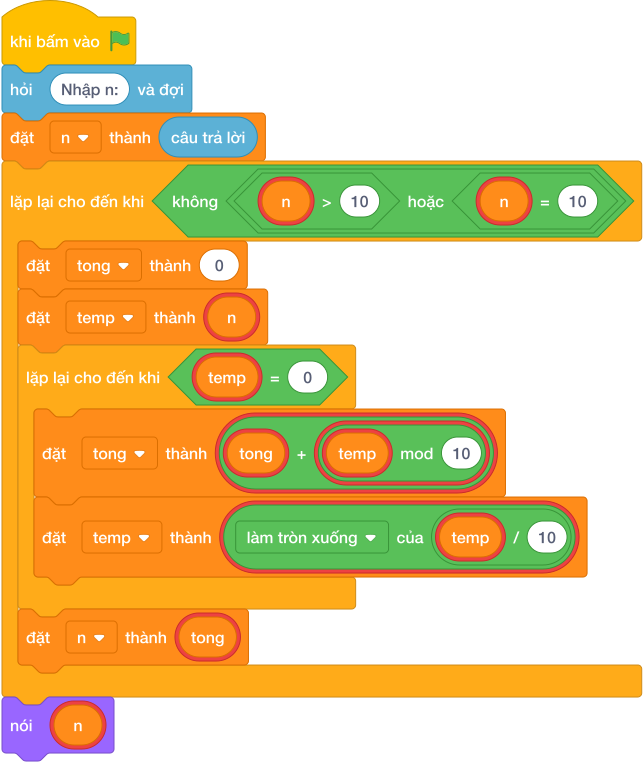 khi bấm vào
hỏi Nhập n: và đợi
đặt n thành câu trả lời
lặp lại cho đến khi không n > 10 hoặc n = 10
đặt tong thành 0
đặt temp thành n
lặp lại cho đến khi temp = 0
đặt tong thành tong + temp mod 10
đặt temp thành làm tròn xuống của temp / 10
đặt n thành tong
nói n